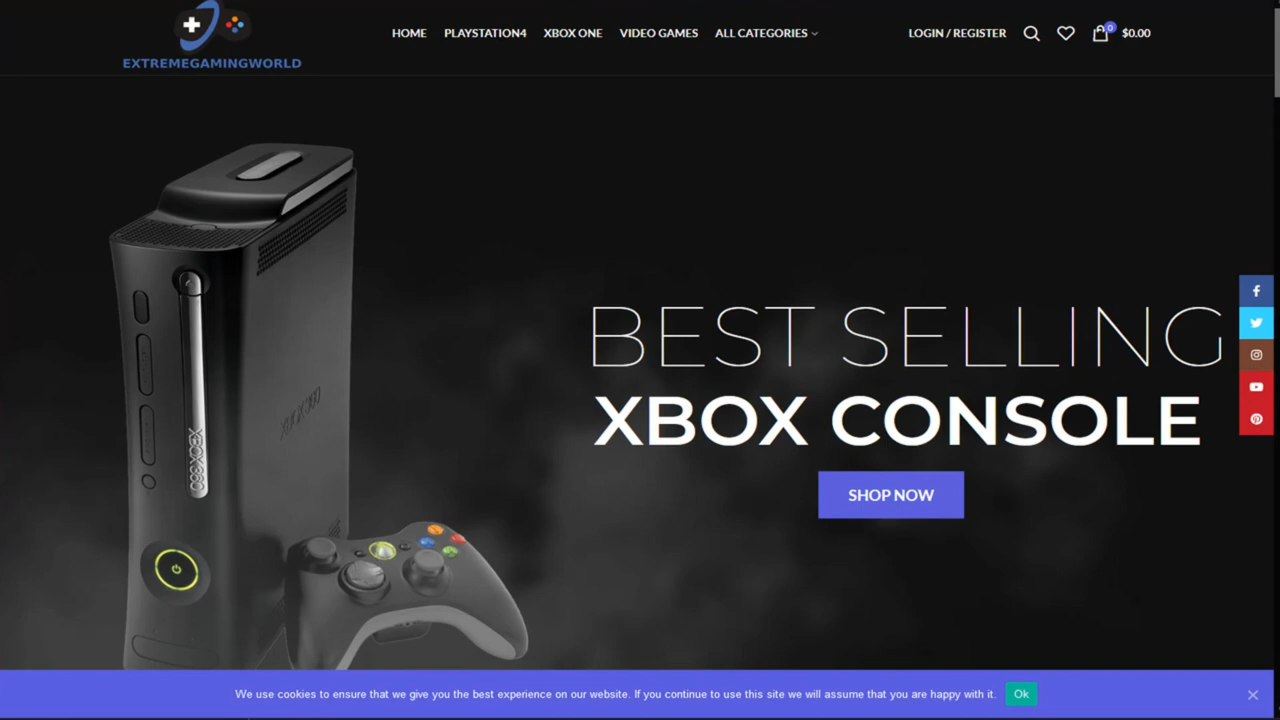 HOME PLAYSTATION4 XBOX ONE VIDEO GAMES ALL CATEGORIES LOGIN / REGISTER 0 $0.00
EXTREMEGAMINGWORLD
BEST SELLING
XBOX CONSOLE
XBOX 360
XBOX360
SHOP NOW
We use cookies to ensure that we give you the best experience on our website. If you continue to use this site we will assume that you are happy with it. Ok